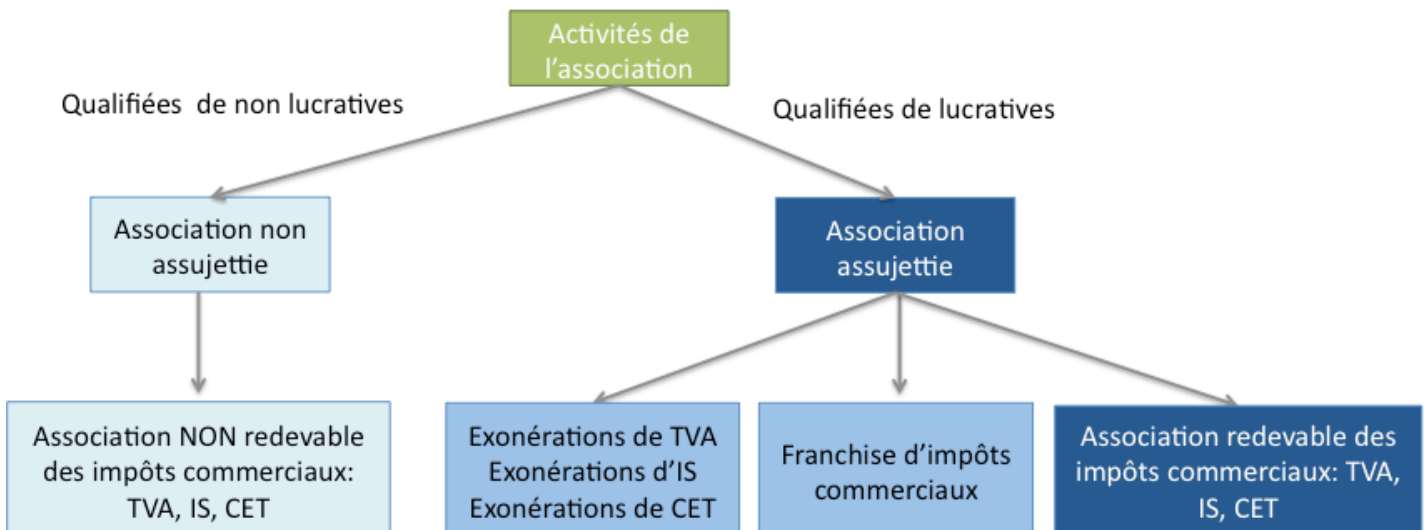 Activités de
l'association
Qualifiées de non lucratives
Qualifiées de lucratives
Association non
assujettie
Association
assujettie
Association NON redevable
des impôts commerciaux:
TVA, IS, CET
Exonérations de TVA
Exonérations d'IS
Exonérations de CET
Franchise d'impôts
commerciaux
Association redevable des
impôts commerciaux: TVA,
IS, CET